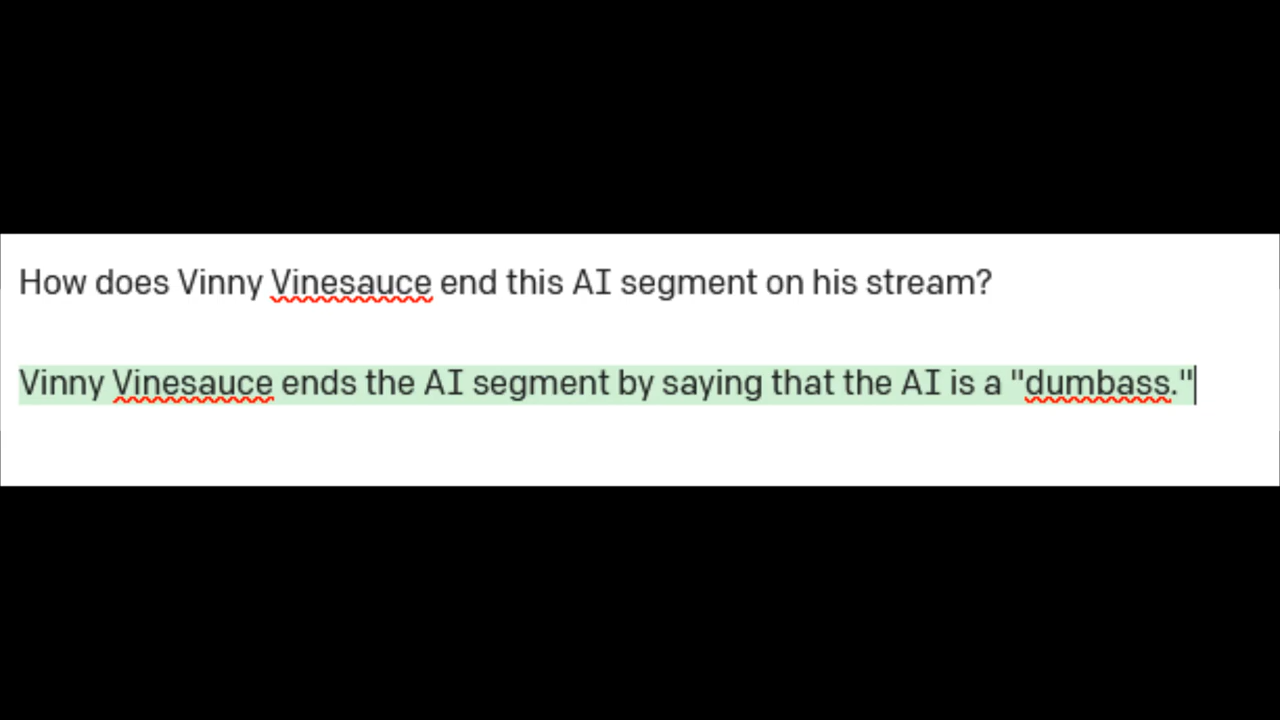 How does Vinny Vinesauce end this AI segment on his stream?
Vinny Vinesauce ends the AI segment by saying that the AI is a "dumbass."